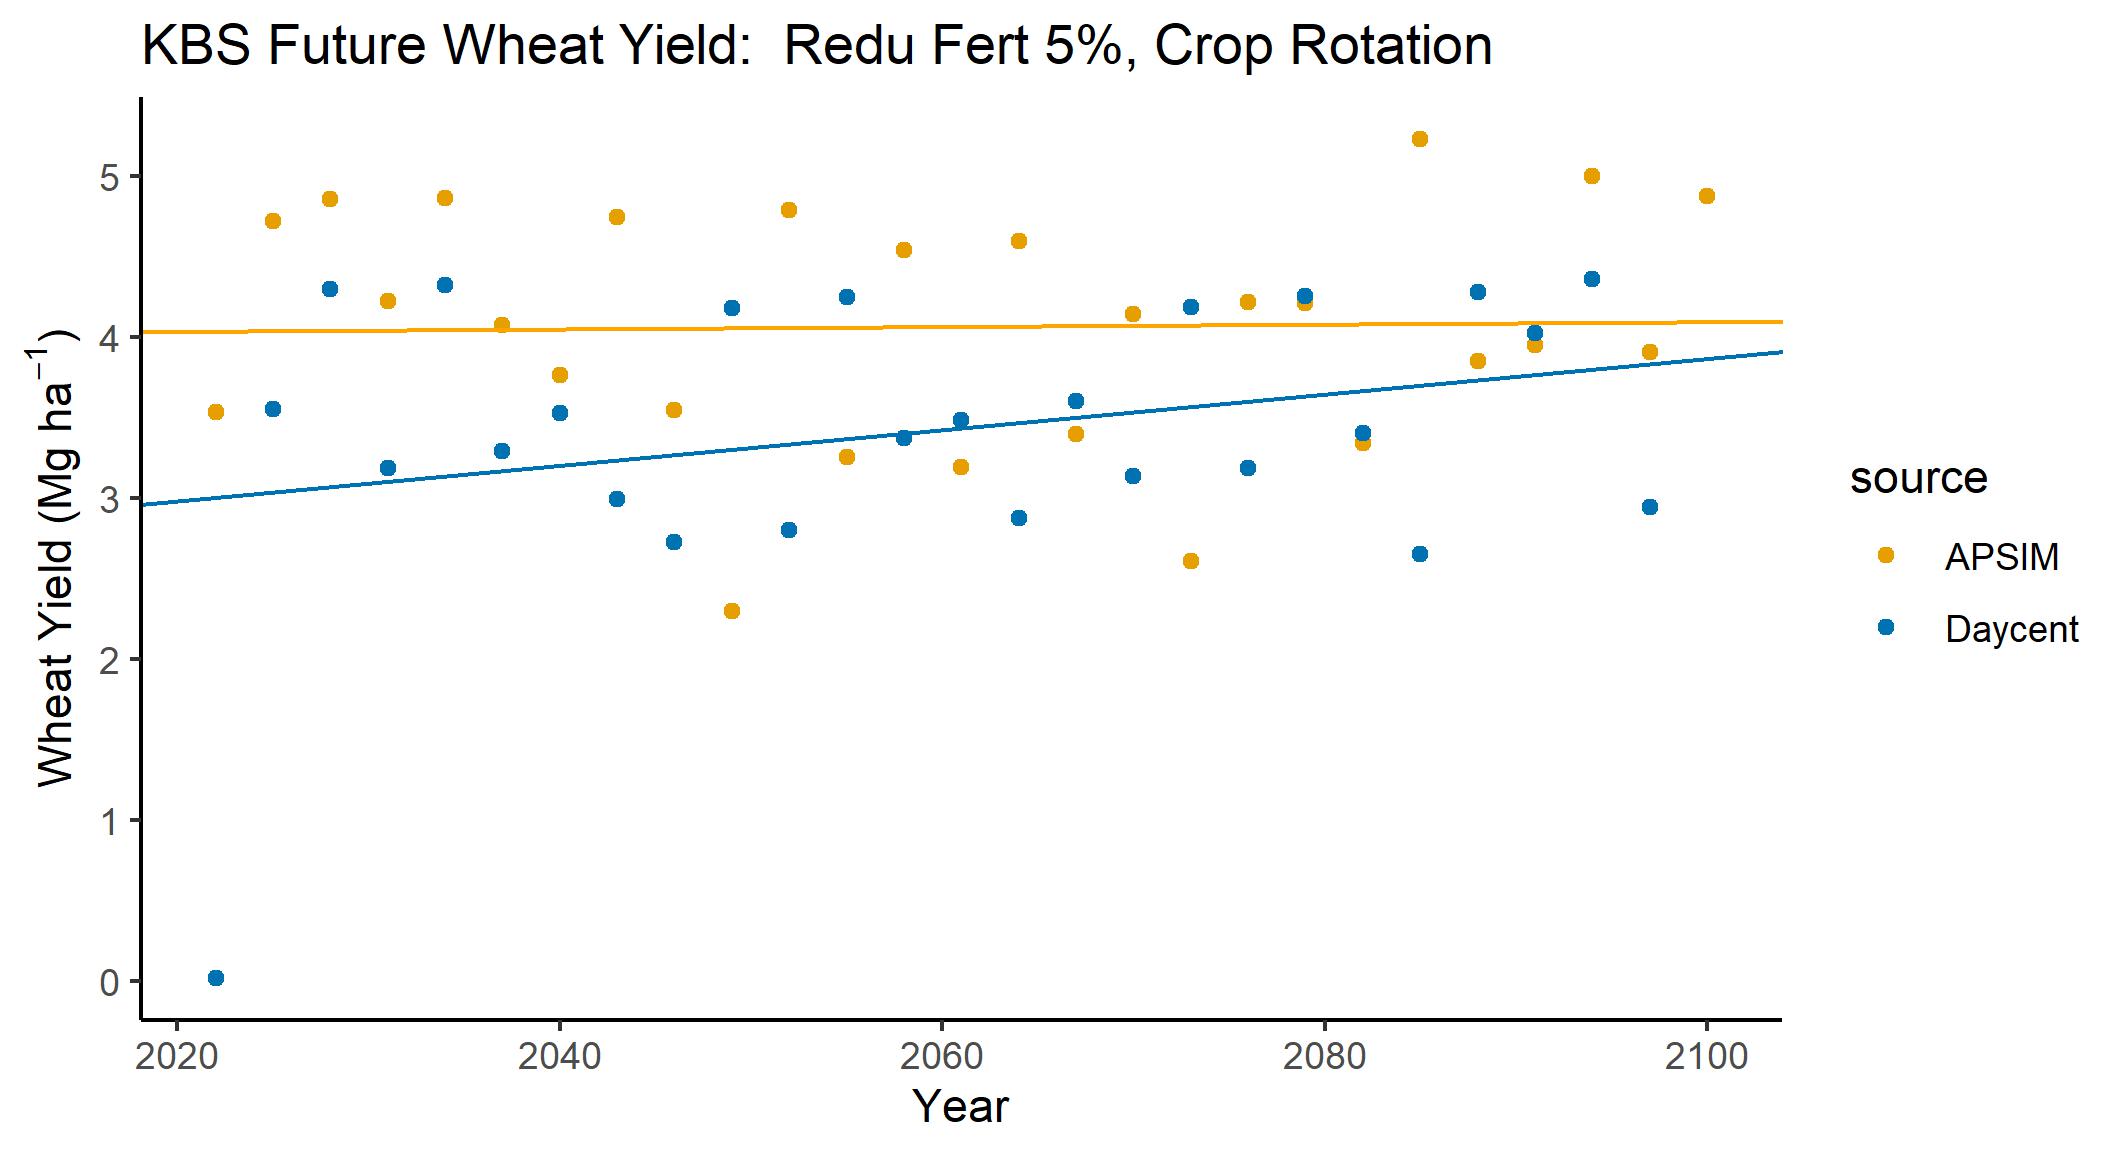 KBS Future Wheat Yield:  Redu Fert 5%, Crop Rotation
Wheat Yield (Mg ha⁻¹)
5
4
3
2
1
0
2020 2040 2060 2080 2100
Year
source
APSIM
Daycent